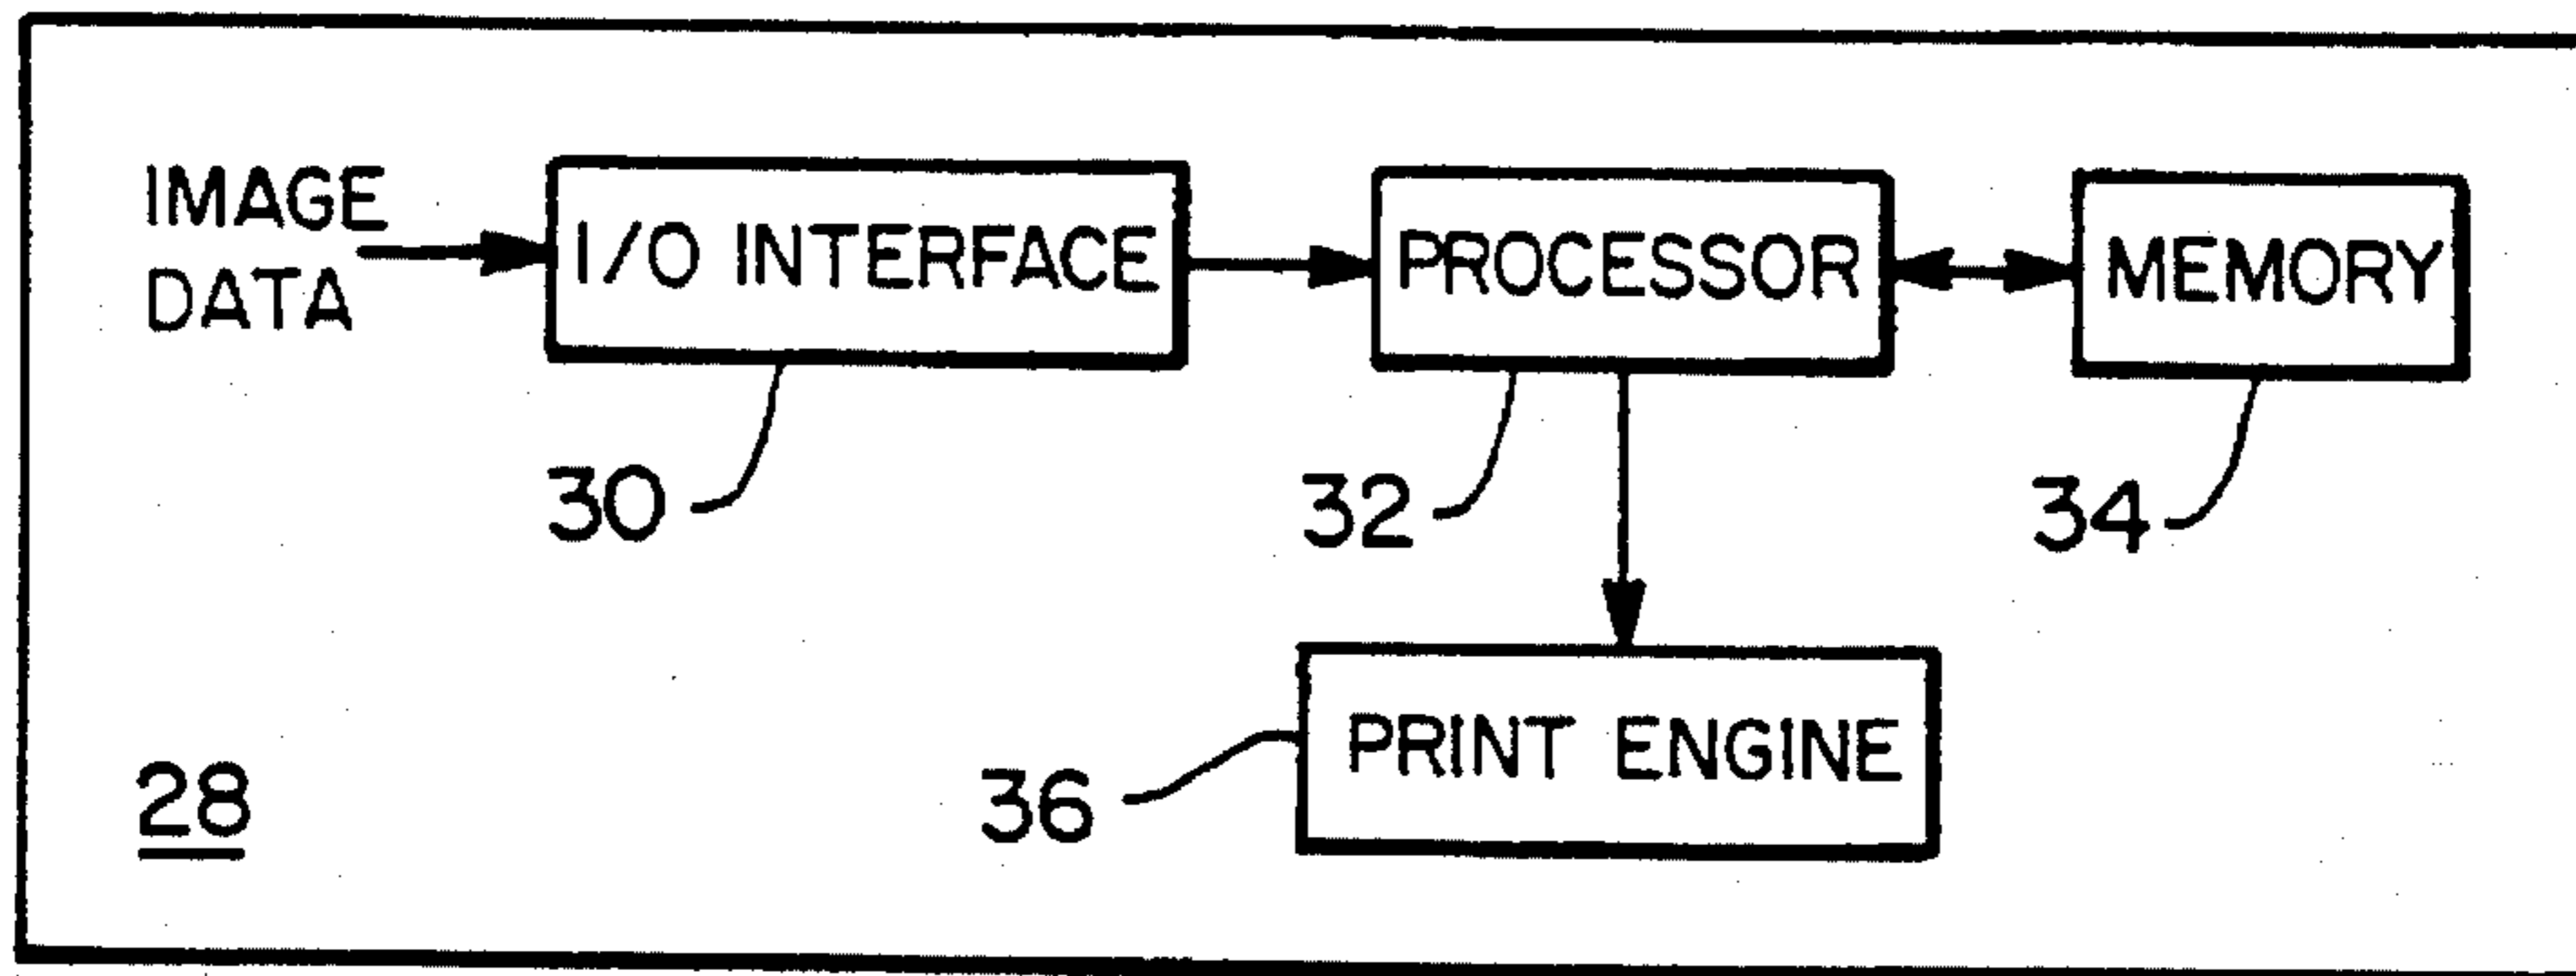 IMAGE
DATA
I/O INTERFACE
PROCESSOR
MEMORY
30
32
34
PRINT ENGINE
36
28